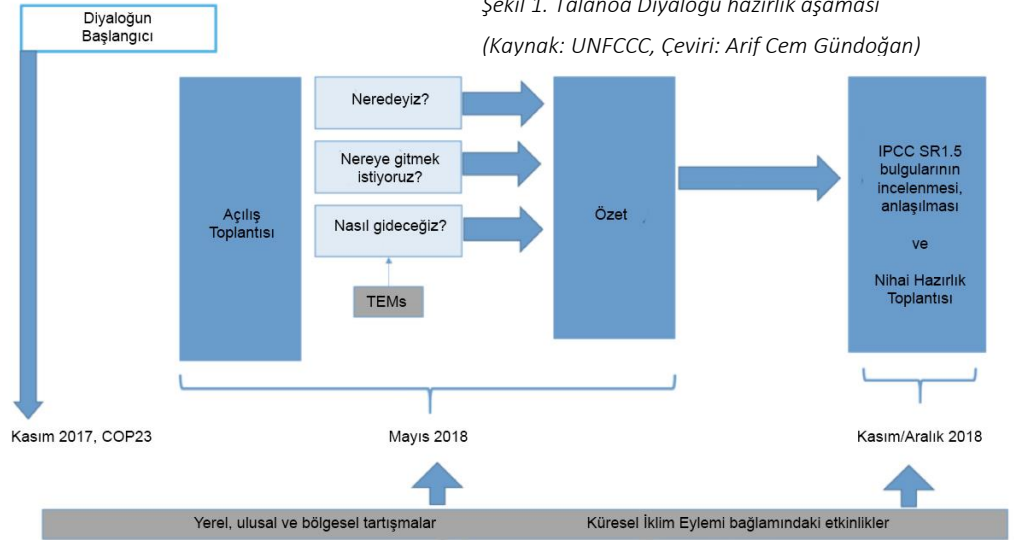 Şekil 1. Talanoa Diyaloğu hazırlık aşaması
(Kaynak: UNFCCC, Çeviri: Arif Cem Gündoğan)
Diyaloğun
Başlangıcı
Açılış
Toplantısı
Neredeyiz?
Nereye gitmek
istiyoruz?
Nasıl gideceğiz?
TEMs
Özet
IPCC SR1.5
bulgularının
incelenmesi,
anlaşılması
ve
Nihai Hazırlık
Toplantısı
Kasım 2017, COP23
Mayıs 2018
Kasım/Aralık 2018
Yerel, ulusal ve bölgesel tartışmalar
Küresel İklim Eylemi bağlamındaki etkinlikler